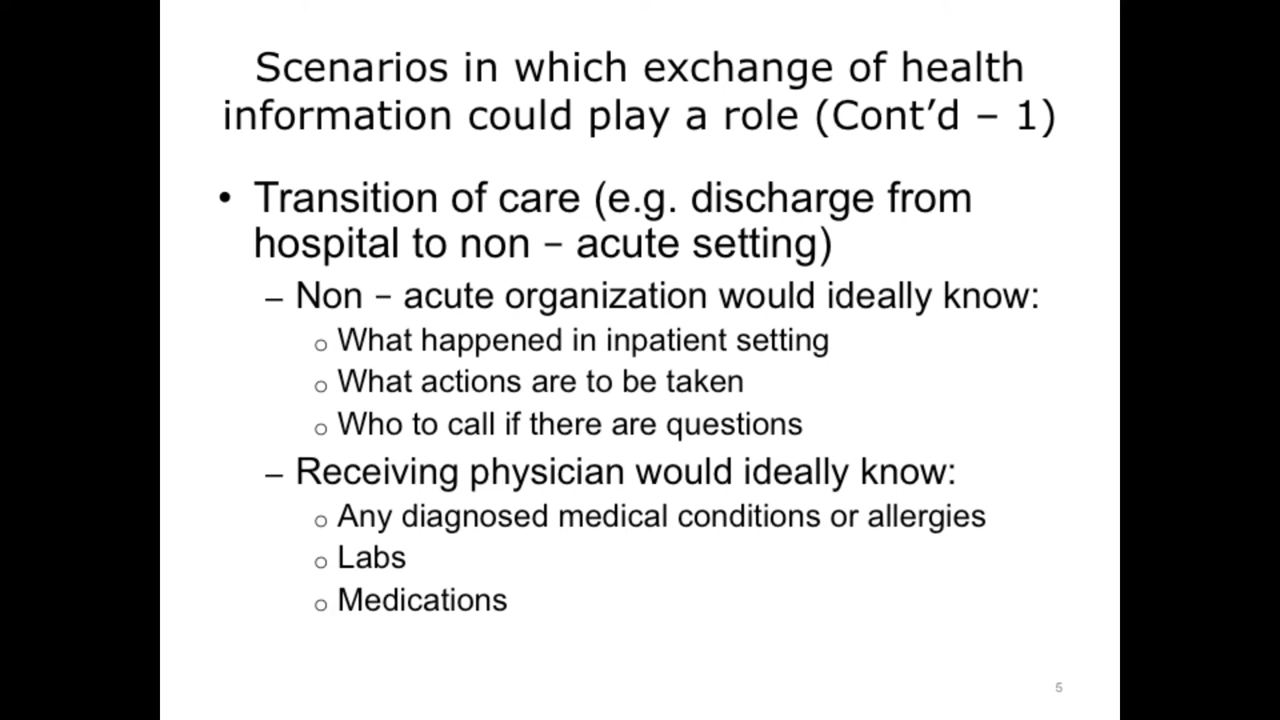 Scenarios in which exchange of health
information could play a role (Cont’d – 1)
• Transition of care (e.g. discharge from
hospital to non – acute setting)
– Non – acute organization would ideally know:
o What happened in inpatient setting
o What actions are to be taken
o Who to call if there are questions
– Receiving physician would ideally know:
o Any diagnosed medical conditions or allergies
o Labs
o Medications
5